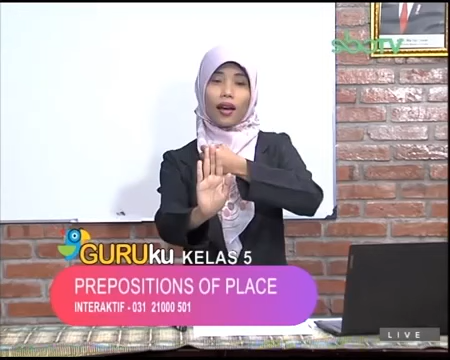 GURUku KELAS 5
PREPOSITIONS OF PLACE
INTERAKTIF - 031 21000 501
LIVE